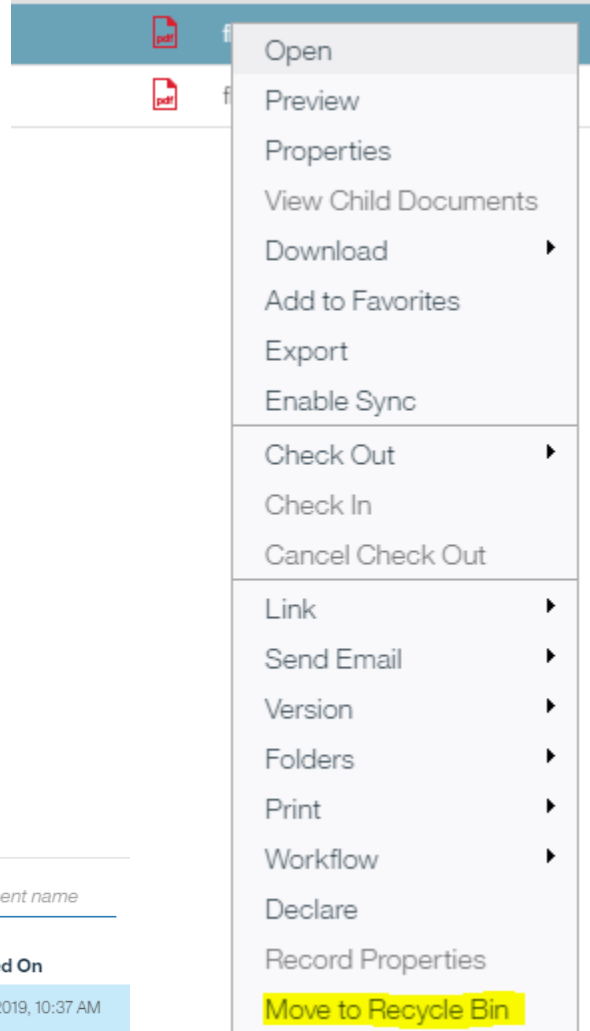 pdf
Open
pdf
Preview
Properties
View Child Documents
Download
Add to Favorites
Export
Enable Sync
Check Out
Check In
Cancel Check Out
Link
Send Email
Version
Folders
Print
Workflow
Declare
Record Properties
Move to Recycle Bin
ent name
d On
2019, 10:37 AM